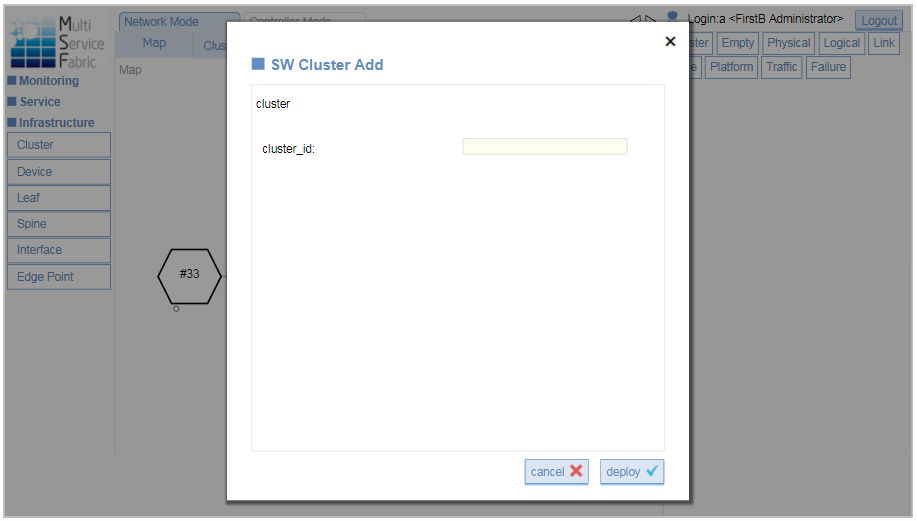 Multi
Service
Fabric
Network Mode
Controller Mode
Login:a <FirstB Administrator>
Logout
Map
Clus
ster
Empty
Physical
Logical
Link
e
Platform
Traffic
Failure
Map
Monitoring
Service
Infrastructure
Cluster
Device
Leaf
Spine
Interface
Edge Point
#33
SW Cluster Add
cluster
cluster_id:
cancel
deploy